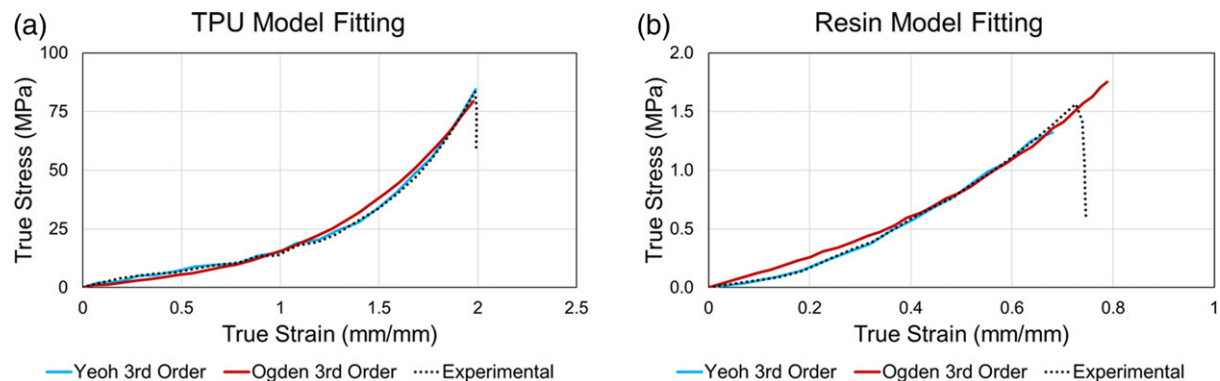 (a)
TPU Model Fitting
True Stress (MPa)
100
75
50
25
0
0 0.5 1 1.5 2 2.5
True Strain (mm/mm)
Yeoh 3rd Order Ogden 3rd Order Experimental
(b)
Resin Model Fitting
True Stress (MPa)
2.0
1.5
1.0
0.5
0.0
0 0.2 0.4 0.6 0.8 1
True Strain (mm/mm)
Yeoh 3rd Order Ogden 3rd Order Experimental